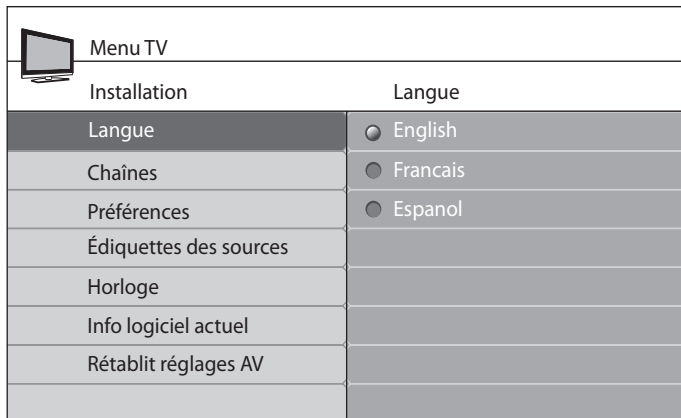 Menu TV
Installation Langue
Langue English
Chaînes Francais
Préférences Espanol
Édiquettes des sources
Horloge
Info logiciel actuel
Rétablit réglages AV